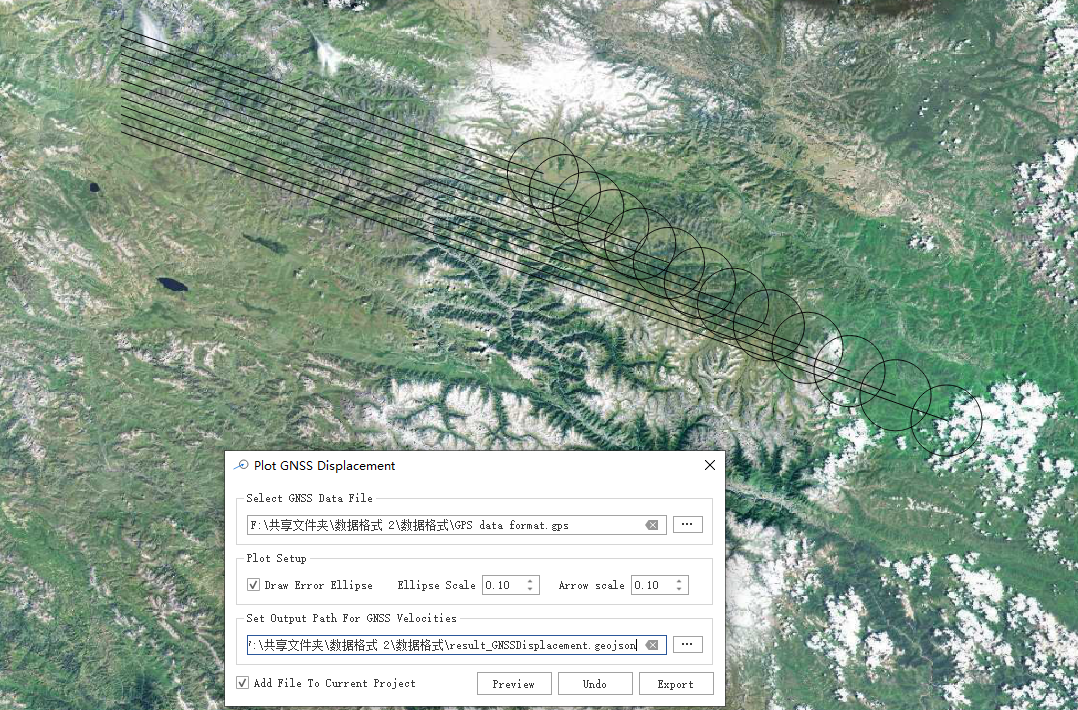 Plot GNSS Displacement
Select GNSS Data File
F:\共享文件夹\数据格式 2\数据格式\GPS data format.gps
...
Plot Setup
Draw Error Ellipse Ellipse Scale 0.10 Arrow scale 0.10
Set Output Path For GNSS Velocities
:\共享文件夹\数据格式 2\数据格式\result_GNSSDisplacement.geojson
...
Add File To Current Project Preview Undo Export